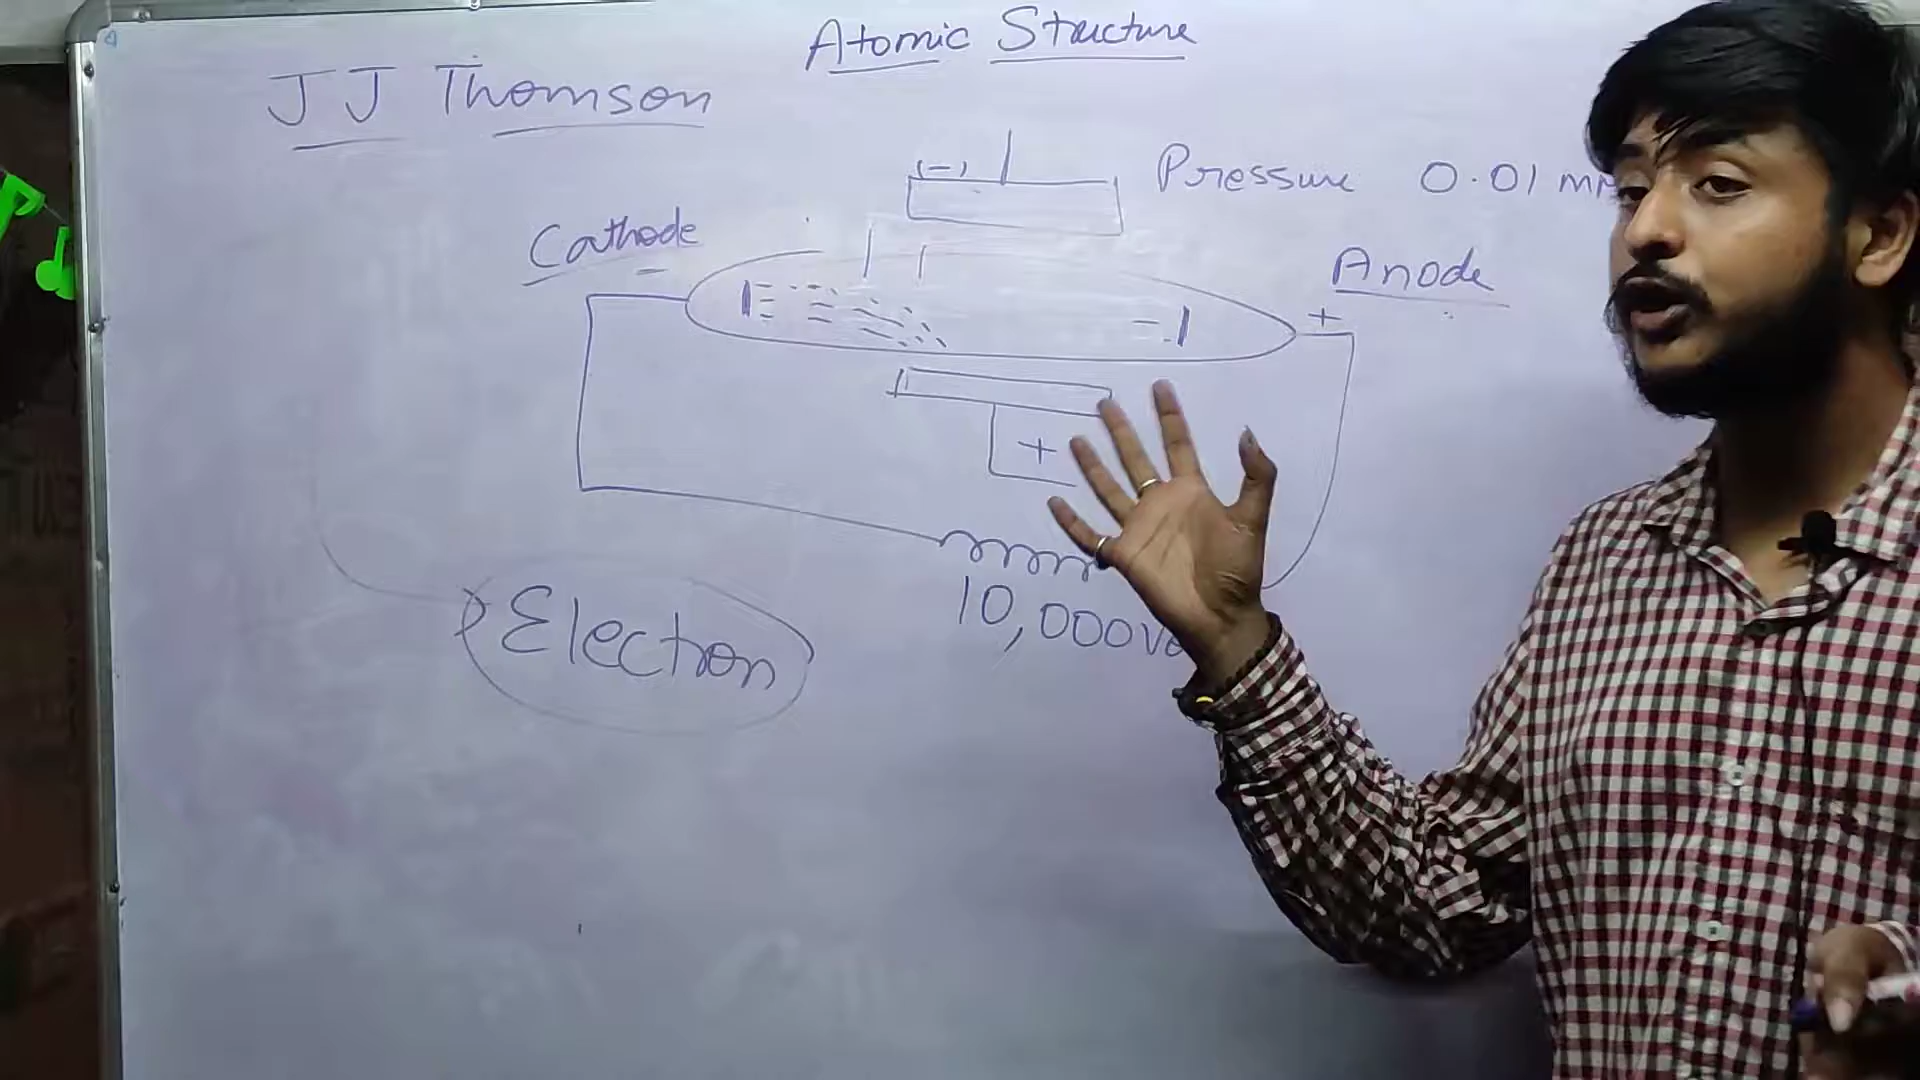 Atomic Structure
J J Thomson
(-)
Pressure 0.01 mm
Cathode
-
Anode
+
+
10,000 Vo
Electron